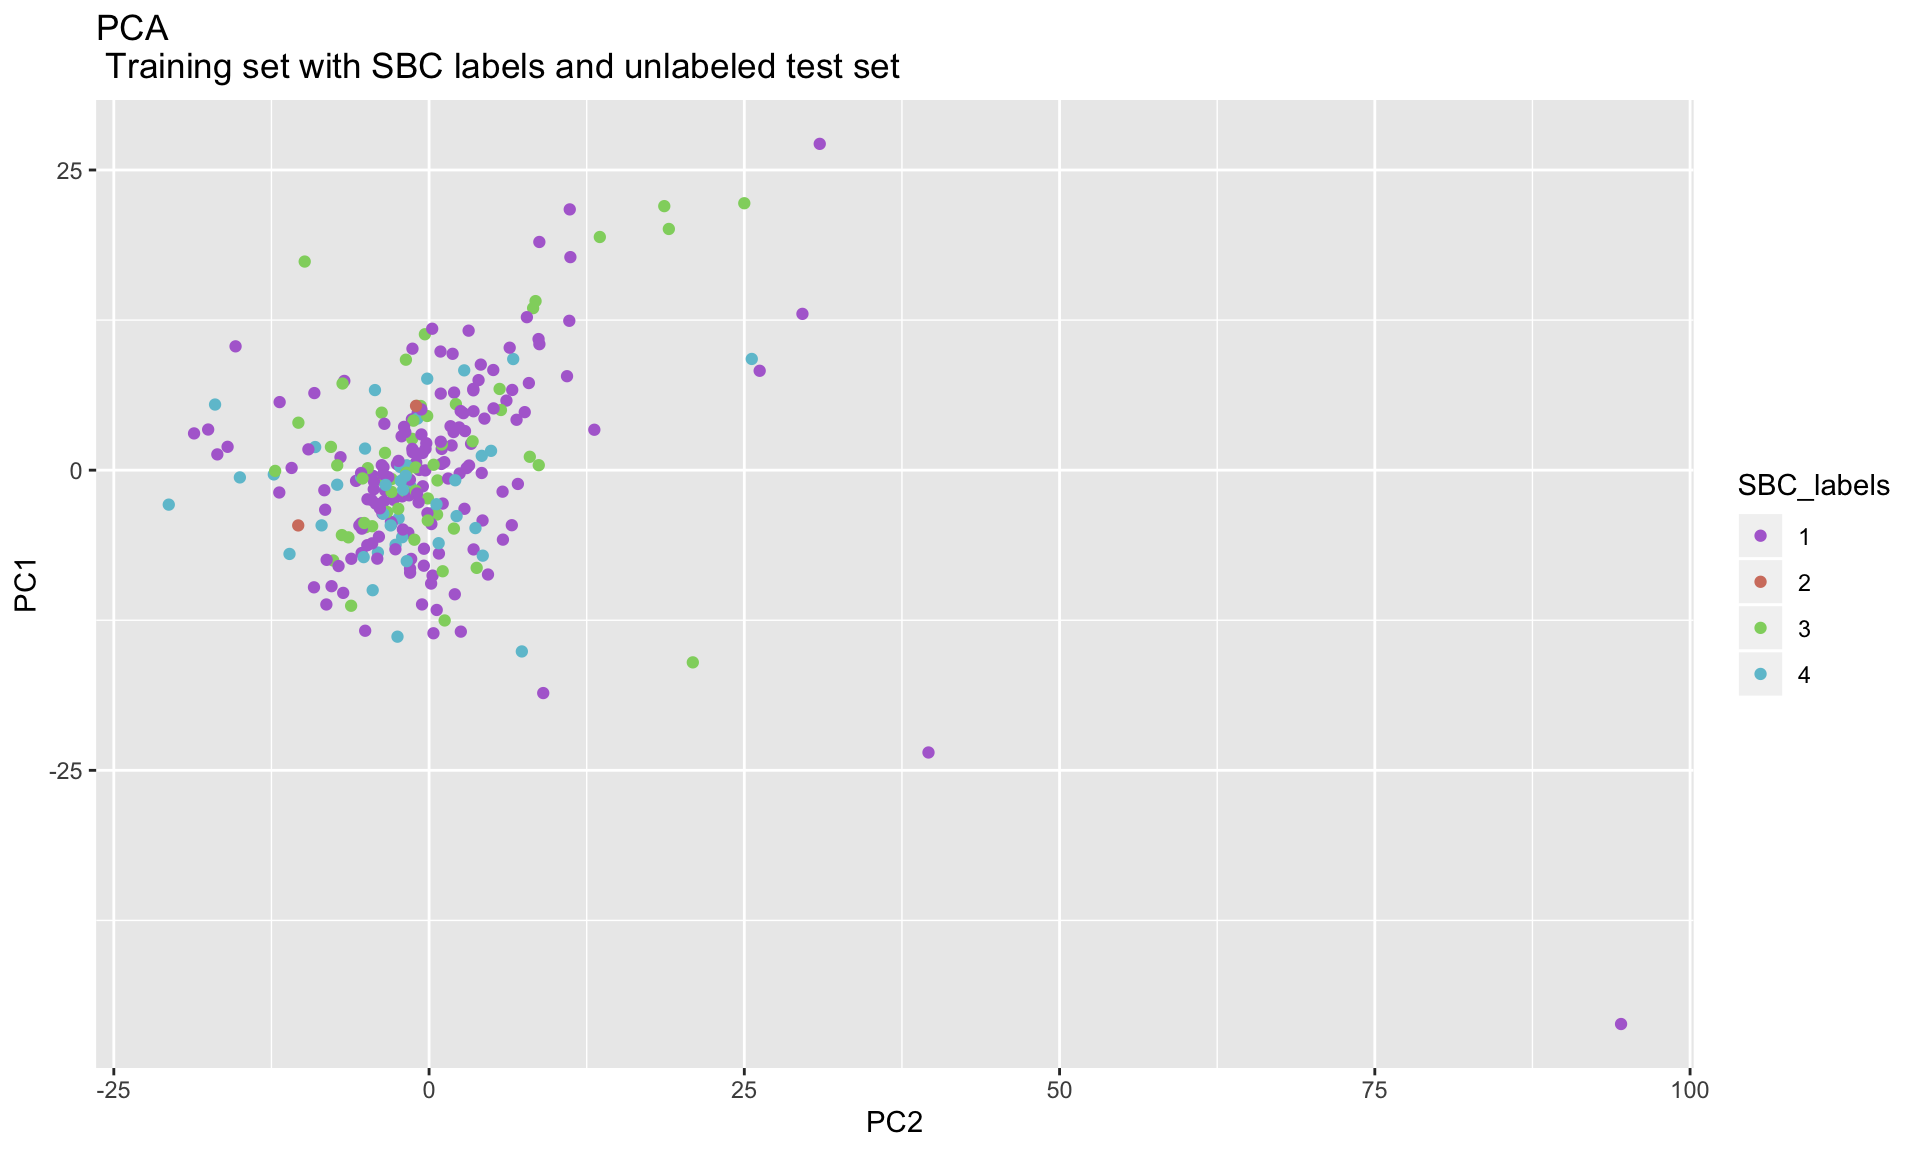 PCA
Training set with SBC labels and unlabeled test set
25
0
-25
PC1
-25
0
25
50
75
100
PC2
SBC_labels
1
2
3
4